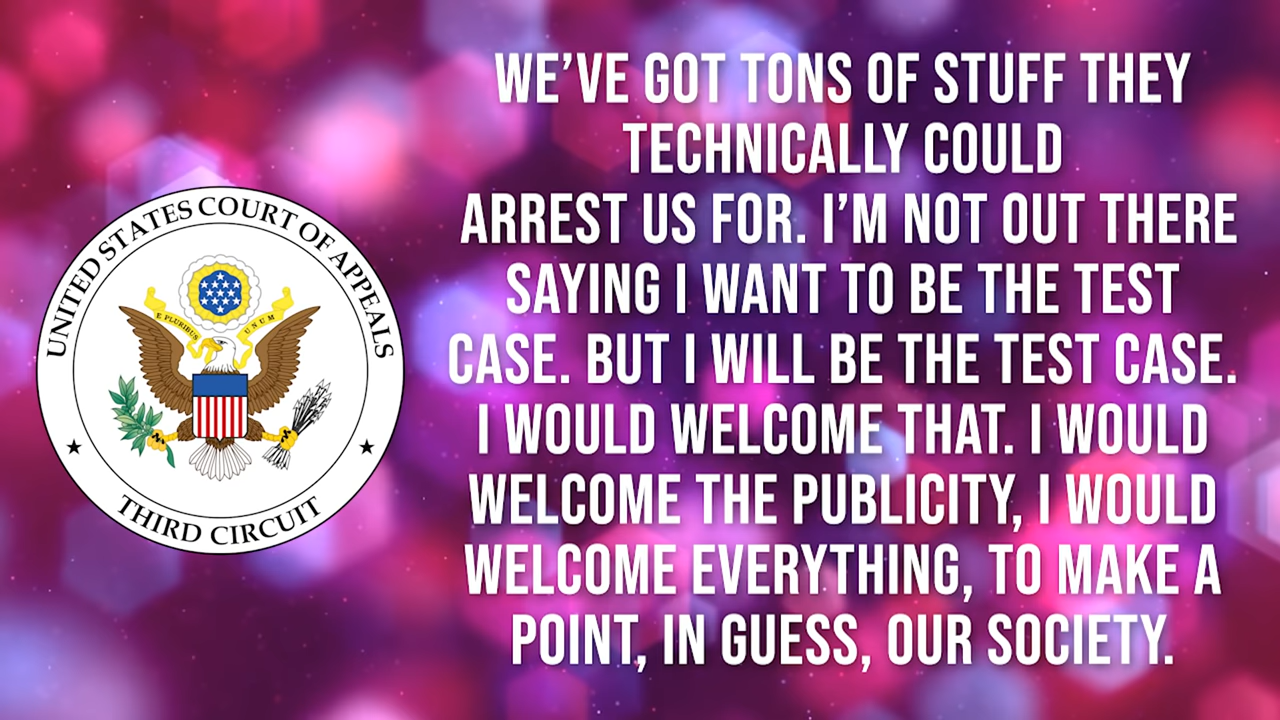 UNITED STATES COURT OF APPEALS
E PLURIBUS UNUM
THIRD CIRCUIT
WE’VE GOT TONS OF STUFF THEY
TECHNICALLY COULD
ARREST US FOR. I’M NOT OUT THERE
SAYING I WANT TO BE THE TEST
CASE. BUT I WILL BE THE TEST CASE.
I WOULD WELCOME THAT. I WOULD
WELCOME THE PUBLICITY, I WOULD
WELCOME EVERYTHING, TO MAKE A
POINT, IN GUESS, OUR SOCIETY.